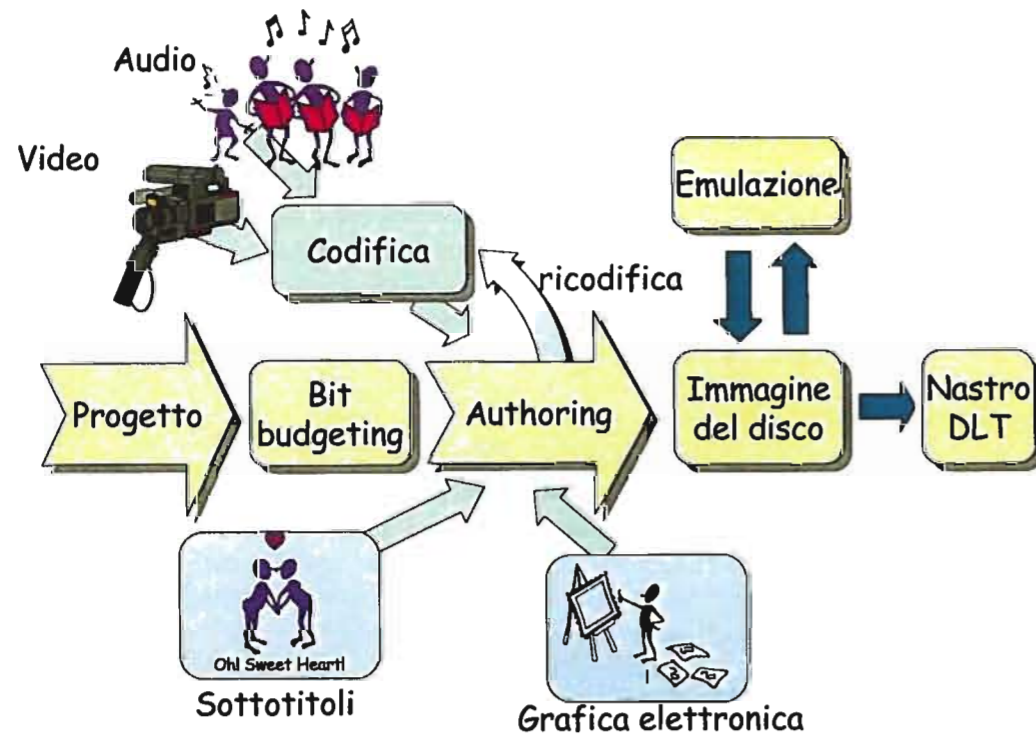 Audio
Video
Codifica
ricodifica
Emulazione
Progetto
Bit
budgeting
Authoring
Immagine
del disco
Nastro
DLT
Oh! Sweet Heart!
Sottotitoli
Grafica elettronica